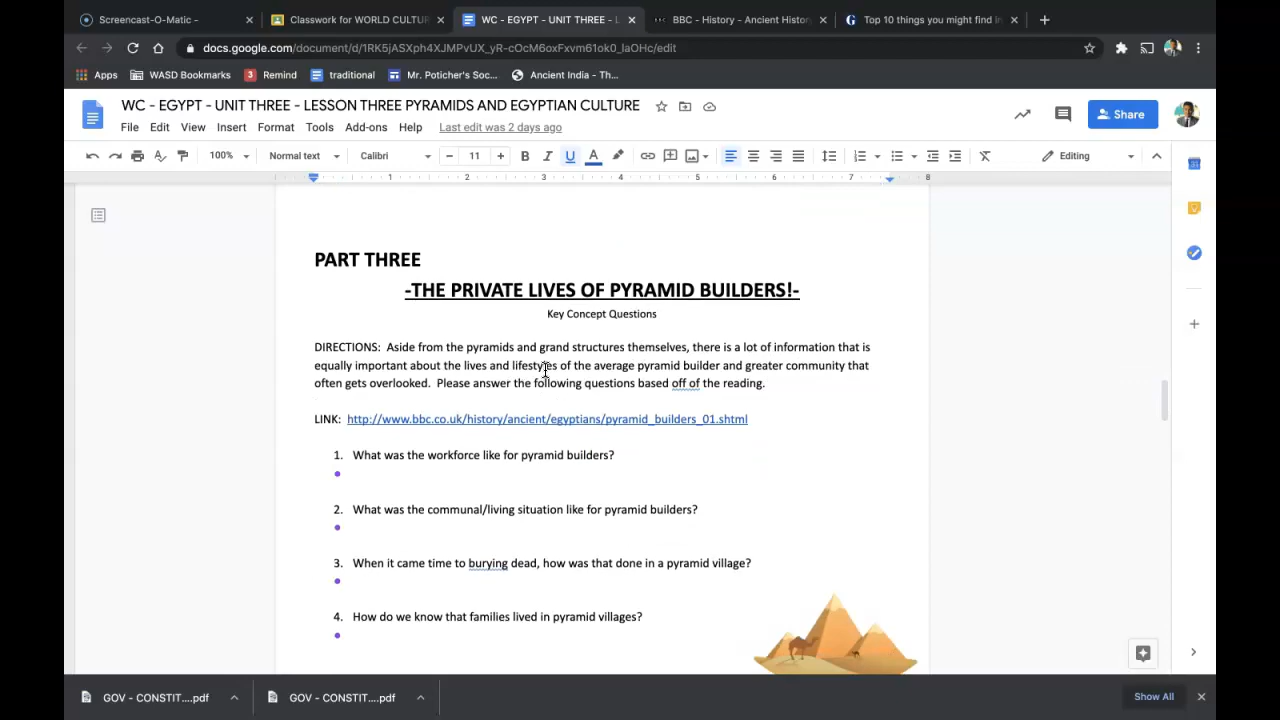 Screencast-O-Matic -
Classwork for WORLD CULTUR
WC - EGYPT - UNIT THREE - L
BBC - History - Ancient Histor
Top 10 things you might find in
docs.google.com/document/d/1RK5jASXph4XJMPvUX_yR-cOcM6oxFxvm61ok0_IaOHc/edit
Apps WASD Bookmarks 3 Remind traditional Mr. Poticher's Soc... Ancient India - Th...
WC - EGYPT - UNIT THREE - LESSON THREE PYRAMIDS AND EGYPTIAN CULTURE
Share
File Edit View Insert Format Tools Add-ons Help Last edit was 2 days ago
100% Normal text Calibri 11 B I U A Editing
1 2 3 4 5 6 7 8
PART THREE
-THE PRIVATE LIVES OF PYRAMID BUILDERS!-
Key Concept Questions
DIRECTIONS: Aside from the pyramids and grand structures themselves, there is a lot of information that is
equally important about the lives and lifestyles of the average pyramid builder and greater community that
often gets overlooked. Please answer the following questions based off of the reading.
LINK: http://www.bbc.co.uk/history/ancient/egyptians/pyramid_builders_01.shtml
1. What was the workforce like for pyramid builders?
2. What was the communal/living situation like for pyramid builders?
3. When it came time to burying dead, how was that done in a pyramid village?
4. How do we know that families lived in pyramid villages?
GOV - CONSTIT....pdf
GOV - CONSTIT....pdf
Show All